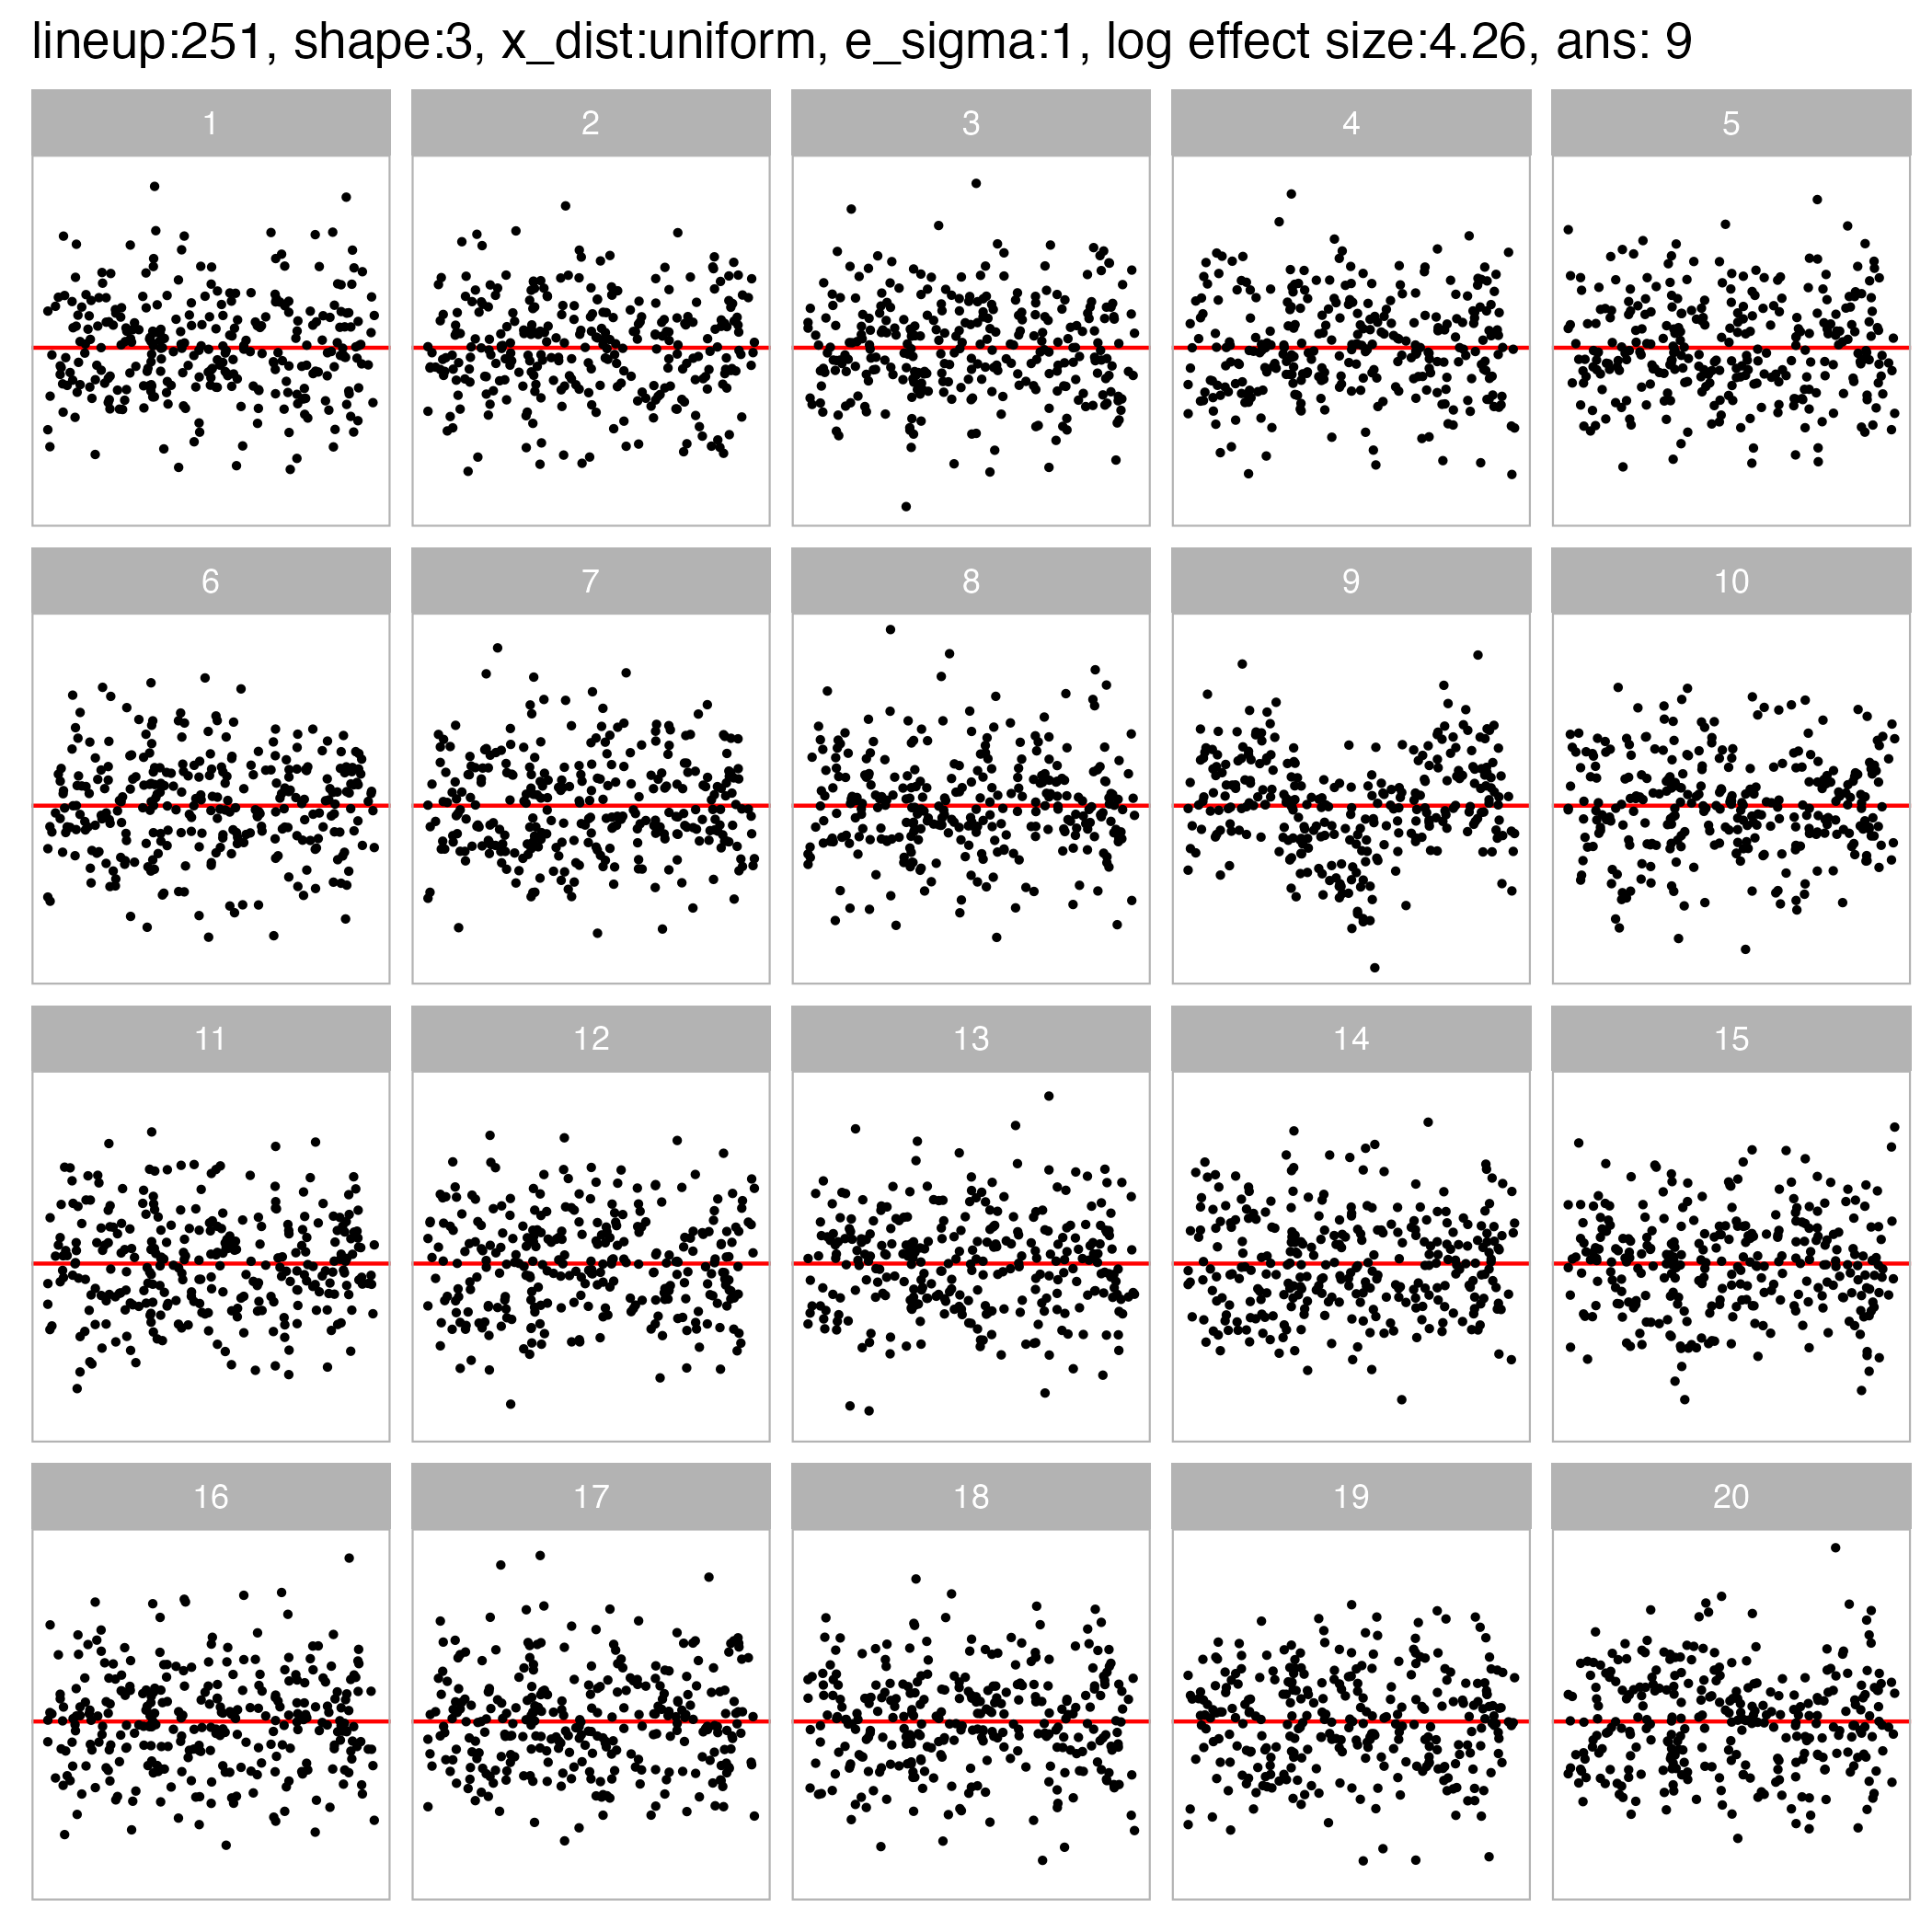 lineup:251, shape:3, x_dist:uniform, e_sigma:1, log effect size:4.26, ans: 9
1 2 3 4 5
6 7 8 9 10
11 12 13 14 15
16 17 18 19 20